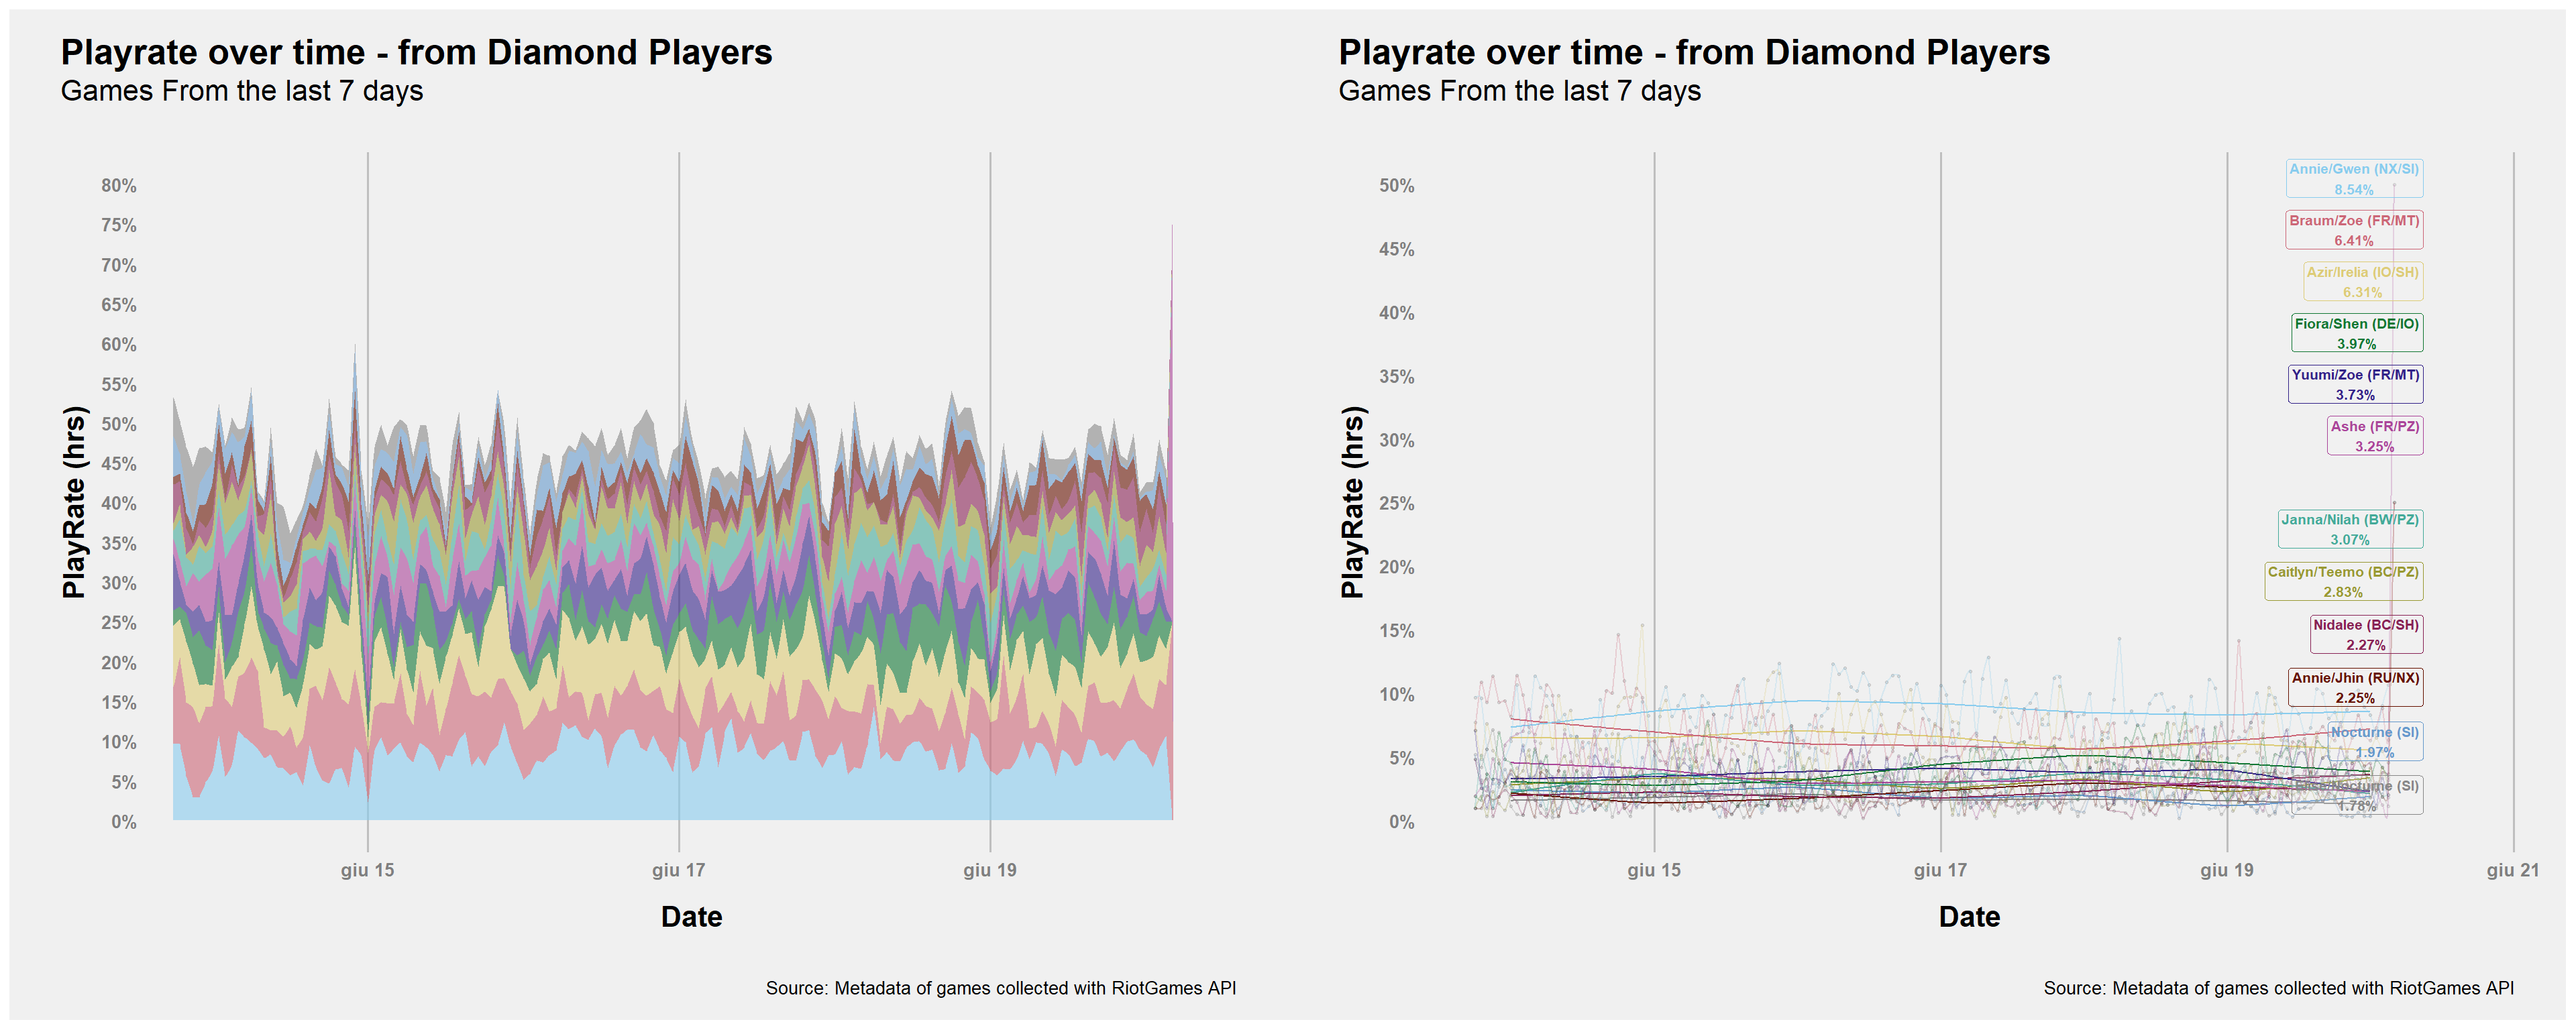 Playrate over time - from Diamond Players
Games From the last 7 days
PlayRate (hrs)
80%
75%
70%
65%
60%
55%
50%
45%
40%
35%
30%
25%
20%
15%
10%
5%
0%
giu 15
giu 17
giu 19
Date
Source: Metadata of games collected with RiotGames API
Playrate over time - from Diamond Players
Games From the last 7 days
PlayRate (hrs)
50%
45%
40%
35%
30%
25%
20%
15%
10%
5%
0%
Annie/Gwen (NX/SI)
8.54%
Braum/Zoe (FR/MT)
6.41%
Azir/Irelia (IO/SH)
6.31%
Fiora/Shen (DE/IO)
3.97%
Yuumi/Zoe (FR/MT)
3.73%
Ashe (FR/PZ)
3.25%
Janna/Nilah (BW/PZ)
3.07%
Caitlyn/Teemo (BC/PZ)
2.83%
Nidalee (BC/SH)
2.27%
Annie/Jhin (RU/NX)
2.25%
Nocturne (SI)
1.97%
(SI)
1.78%
giu 15
giu 17
giu 19
giu 21
Date
Source: Metadata of games collected with RiotGames API